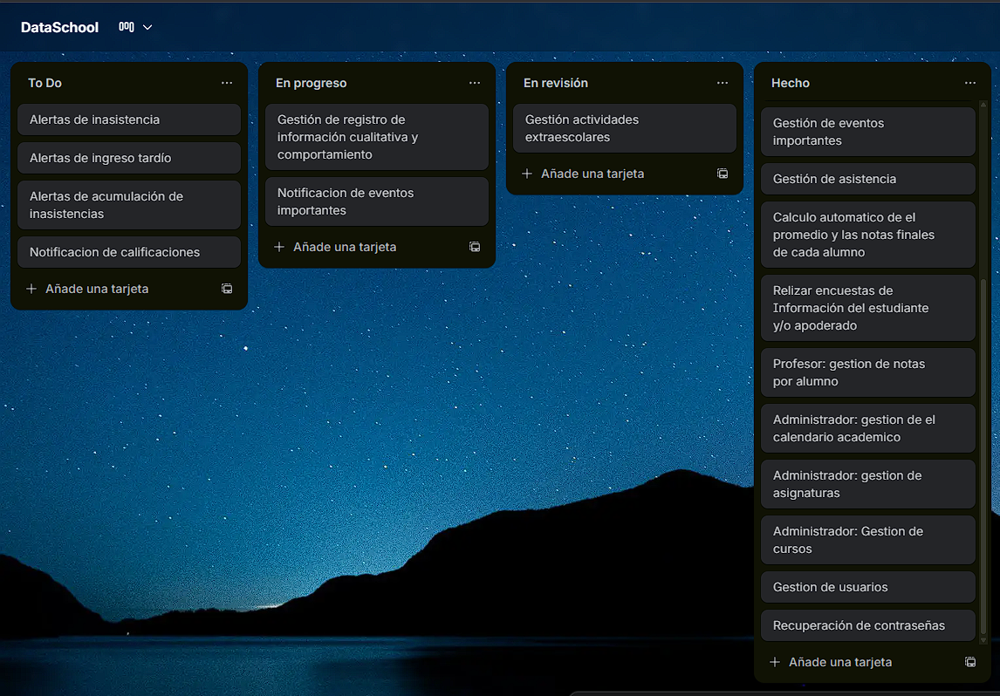 DataSchool
To Do
Alertas de inasistencia
Alertas de ingreso tardío
Alertas de acumulación de
inasistencias
Notificacion de calificaciones
Añade una tarjeta
En progreso
Gestión de registro de
información cualitativa y
comportamiento
Notificacion de eventos
importantes
Añade una tarjeta
En revisión
Gestión actividades
extraescolares
Añade una tarjeta
Hecho
Gestión de eventos
importantes
Gestión de asistencia
Calculo automatico de el
promedio y las notas finales
de cada alumno
Relizar encuestas de
Información del estudiante
y/o apoderado
Profesor: gestion de notas
por alumno
Administrador: gestion de el
calendario academico
Administrador: gestion de
asignaturas
Administrador: Gestion de
cursos
Gestion de usuarios
Recuperación de contraseñas
Añade una tarjeta